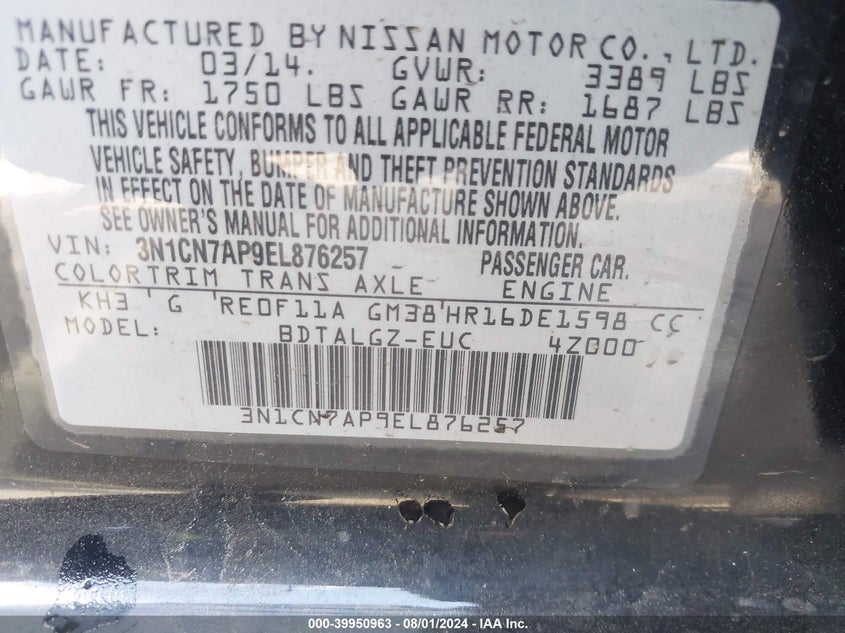 MANUFACTURED BY NISSAN MOTOR CO., LTD.
DATE: 03/14. GVWR: 3389 LBS
GAWR FR: 1750 LBS GAWR RR: 1687 LBS
THIS VEHICLE CONFORMS TO ALL APPLICABLE FEDERAL MOTOR
VEHICLE SAFETY, BUMPER AND THEFT PREVENTION STANDARDS
IN EFFECT ON THE DATE OF MANUFACTURE SHOWN ABOVE.
SEE OWNER'S MANUAL FOR ADDITIONAL INFORMATION.
VIN: 3N1CN7AP9EL876257 PASSENGER CAR.
COLOR TRIM TRANS AXLE ENGINE
KH3 G RE0F11A GM38 HR16DE1598 CC
MODEL: BDTALGZ-EUC 4Z000
3N1CN7AP9EL876257
000-39950963 - 08/01/2024 - IAA Inc.